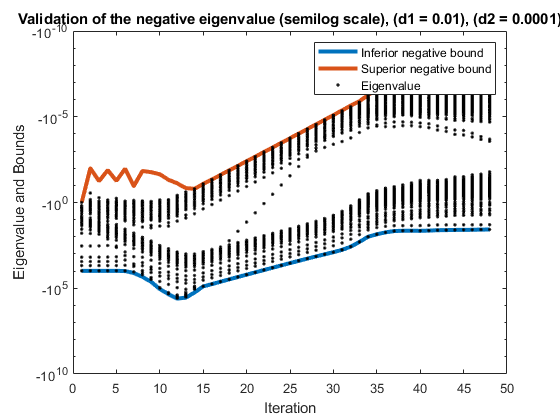 Validation of the negative eigenvalue (semilog scale), (d1 = 0.01), (d2 = 0.0001)
-10^-10
-10^-5
-10^0
-10^5
-10^10
Eigenvalue and Bounds
Inferior negative bound
Superior negative bound
Eigenvalue
0 5 10 15 20 25 30 35 40 45 50
Iteration